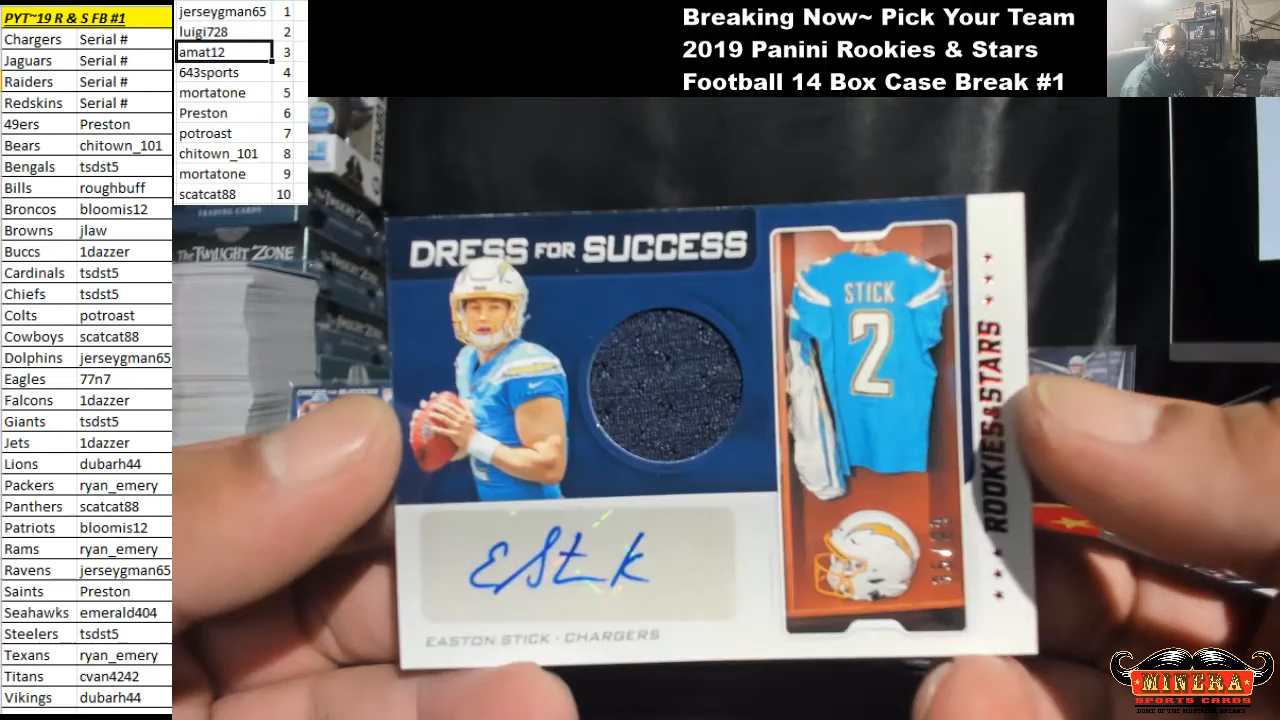 PYT~19 R & S FB #1
Chargers Serial #
Jaguars Serial #
Raiders Serial #
Redskins Serial #
49ers Preston
Bears chitown_101
Bengals tsdst5
Bills roughbuff
Broncos bloomis12
Browns jlaw
Buccs 1dazzer
Cardinals tsdst5
Chiefs tsdst5
Colts potroast
Cowboys scatcat88
Dolphins jerseygman65
Eagles 77n7
Falcons 1dazzer
Giants tsdst5
Jets 1dazzer
Lions dubarh44
Packers ryan_emery
Panthers scatcat88
Patriots bloomis12
Rams ryan_emery
Ravens jerseygman65
Saints Preston
Seahawks emerald404
Steelers tsdst5
Texans ryan_emery
Titans cvan4242
Vikings dubarh44
jerseygman65 1
luigi728 2
amat12 3
643sports 4
mortatone 5
Preston 6
potroast 7
chitown_101 8
mortatone 9
scatcat88 10
Breaking Now~ Pick Your Team
2019 Panini Rookies & Stars
Football 14 Box Case Break #1
TRADING CARDS
THE TWILIGHT ZONE
DRESS FOR SUCCESS
STICK
2
ROOKIES&STARS
E Stick
EASTON STICK · CHARGERS
MINERA
SPORTS CARDS